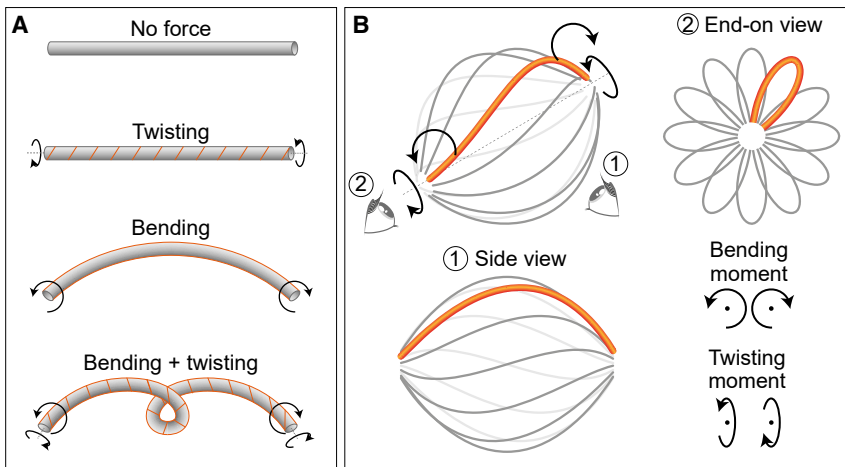 A
No force
Twisting
Bending
Bending + twisting
B
1
2
② End-on view
① Side view
Bending
moment
Twisting
moment